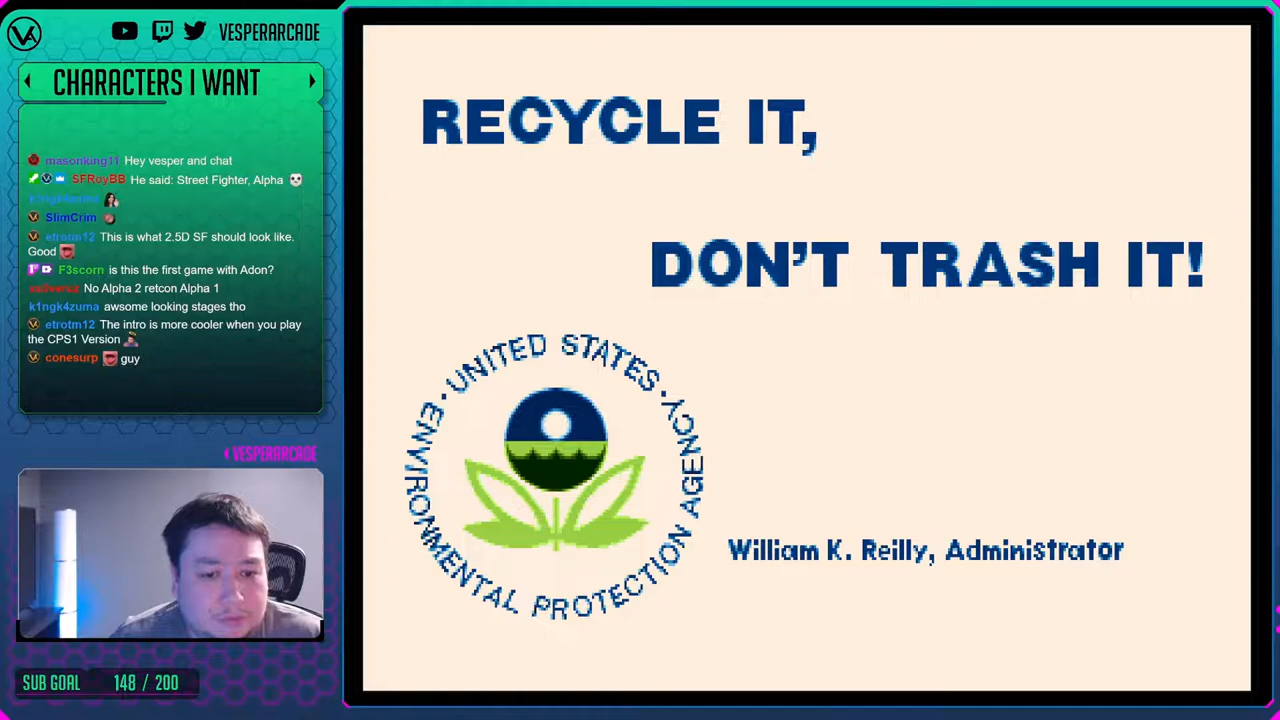 VA
VESPERARCADE
CHARACTERS I WANT
masonking11 Hey vesper and chat
SFRoyBB He said: Street Fighter, Alpha
SlimCrim
etrotm12 This is what 2.5D SF should look like.
Good
F3scorn is this the first game with Adon?
No Alpha 2 retcon Alpha 1
k1ngk4zuma awsome looking stages tho
etrotm12 The intro is more cooler when you play
the CPS1 Version
conesurp guy
VESPERARCADE
SUB GOAL 148 / 200
RECYCLE IT,
DON'T TRASH IT!
UNITED STATES
ENVIRONMENTAL PROTECTION AGENCY
William K. Reilly, Administrator